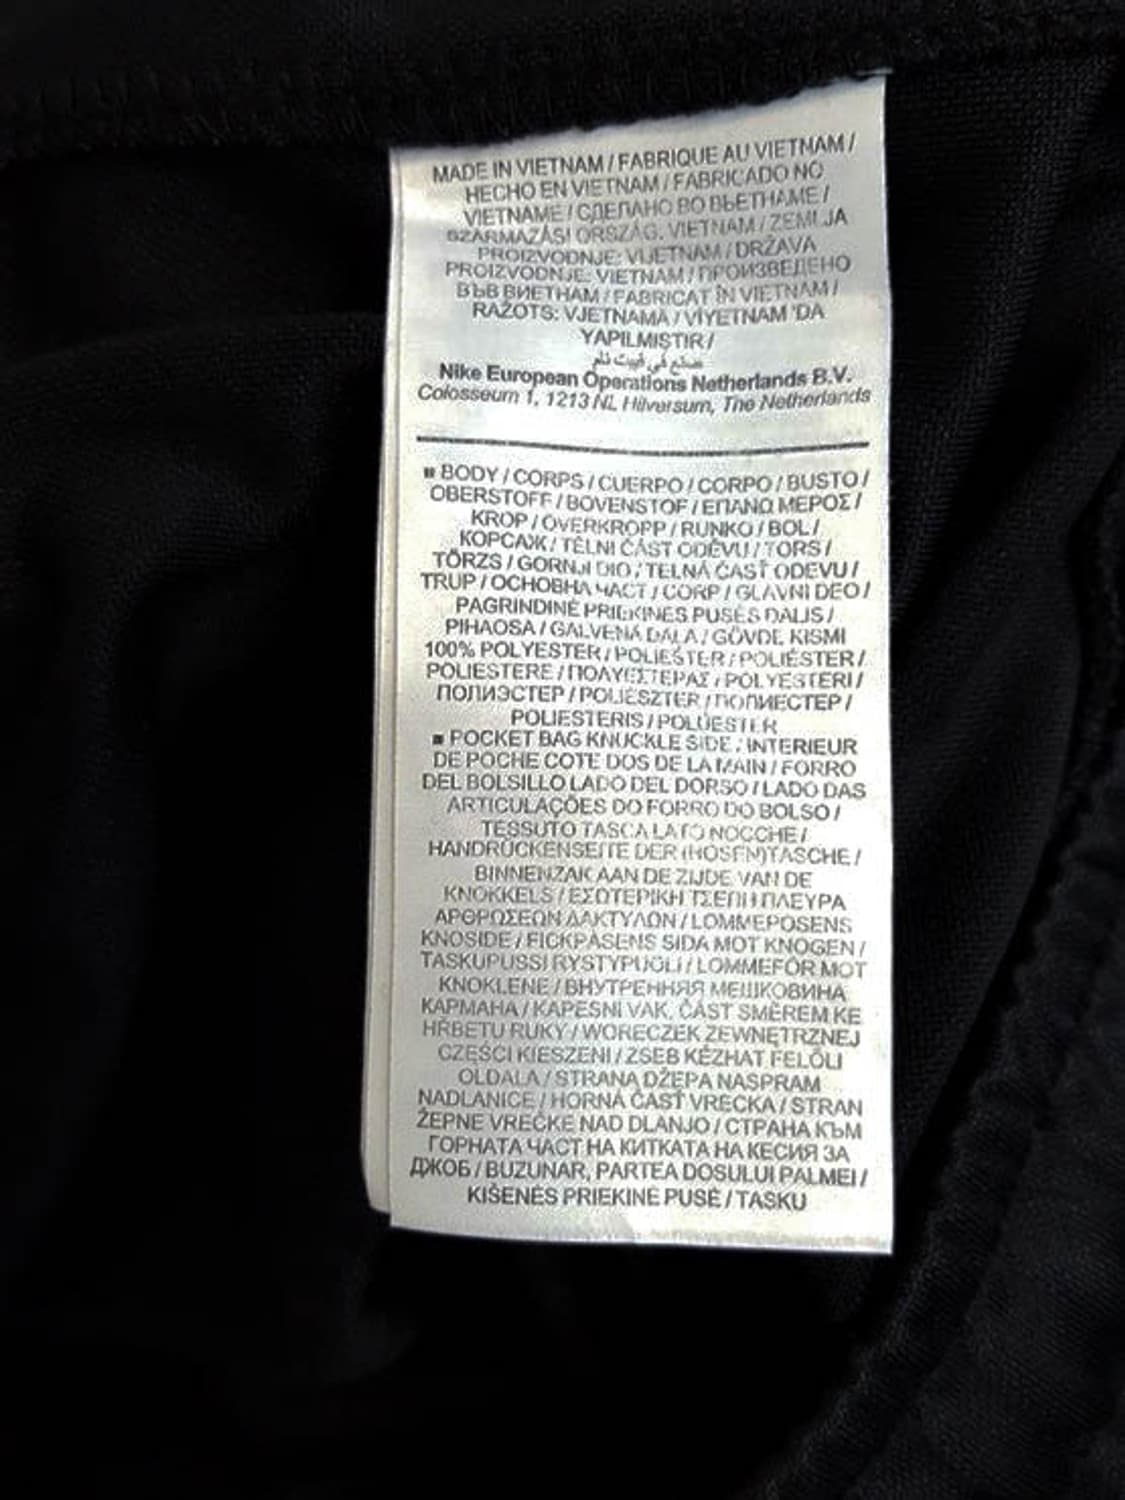 MADE IN VIETNAM / FABRIQUE AU VIETNAM /
HECHO EN VIETNAM / FABRICADO NO
VIETNAME / СДЕЛАНО ВО ВЬЕТНАМЕ /
SZÁRMAZÁSI ORSZÁG: VIETNAM / ZEMLJA
PROIZVODNJE: VIJETNAM / DRŽAVA
PROIZVODNJE: VIETNAM / ПРОИЗВЕДЕНО
ВЪВ ВИЕТНАМ / FABRICAT ÎN VIETNAM /
RAŽOTS: VJETNAMĀ / VİYETNAM 'DA
YAPILMIŞTIR /
صنع في فييت نام
Nike European Operations Netherlands B.V.
Colosseum 1, 1213 NL Hilversum, The Netherlands
■ BODY / CORPS / CUERPO / CORPO / BUSTO /
OBERSTOFF / BOVENSTOF / ΕΠΑΝΩ ΜΕΡΟΣ /
KROP / OVERKROPP / RUNKO / BOL /
КОРСАЖ / TĚLNÍ ČÁST ODĚVU / TORS /
TÖRZS / GORNJI DIO / TELNÁ ČASŤ ODEVU /
TRUP / ОСНОВНА ЧАСТ / CORP / GLAVNI DEO /
PAGRINDINĖ PRIEKINĖS PUSĖS DALIS /
PIHAOSA / GALVENĀ DAĻA / GÖVDE KISMI
100% POLYESTER / POLIESTER / POLIÉSTER /
POLIESTERE / ΠΟΛΥΕΣΤΕΡΑΣ / POLYESTERI /
ПОЛИЭСТЕР / POLIÉSZTER / ПОЛИЕСТЕР /
POLIESTERIS / POLÜESTER
■ POCKET BAG KNUCKLE SIDE / INTERIEUR
DE POCHE COTE DOS DE LA MAIN / FORRO
DEL BOLSILLO LADO DEL DORSO / LADO DAS
ARTICULAÇÕES DO FORRO DO BOLSO /
TESSUTO TASCA LATO NOCCHE /
HANDRÜCKENSEITE DER (HOSEN)TASCHE /
BINNENZAK AAN DE ZIJDE VAN DE
KNOKKELS / ΕΣΩΤΕΡΙΚΗ ΤΣΕΠΗ ΠΛΕΥΡΑ
ΑΡΘΡΩΣΕΩΝ ΔΑΚΤΥΛΩΝ / LOMMEPOSENS
KNOSIDE / FICKPÅSENS SIDA MOT KNOGEN /
TASKUPUSSI RYSTYPUOLI / LOMMEFÔR MOT
KNOKLENE / ВНУТРЕННЯЯ МЕШКОВИНА
КАРМАНА / KAPESNÍ VAK, ČÁST SMĚREM KE
HŘBETU RUKY / WORECZEK ZEWNĘTRZNEJ
CZĘŚCI KIESZENI / ZSEB KÉZHÁT FELŐLI
OLDALA / STRANA DŽEPA NASPRAM
NADLANICE / HORNÁ ČASŤ VRECKA / STRAN
ŽEPNE VREČKE NAD DLANJO / СТРАНА КЪМ
ГОРНАТА ЧАСТ НА КИТКАТА НА КЕСИЯ ЗА
ДЖОБ / BUZUNAR, PARTEA DOSULUI PALMEI /
KIŠENĖS PRIEKINĖ PUSĖ / TASKU